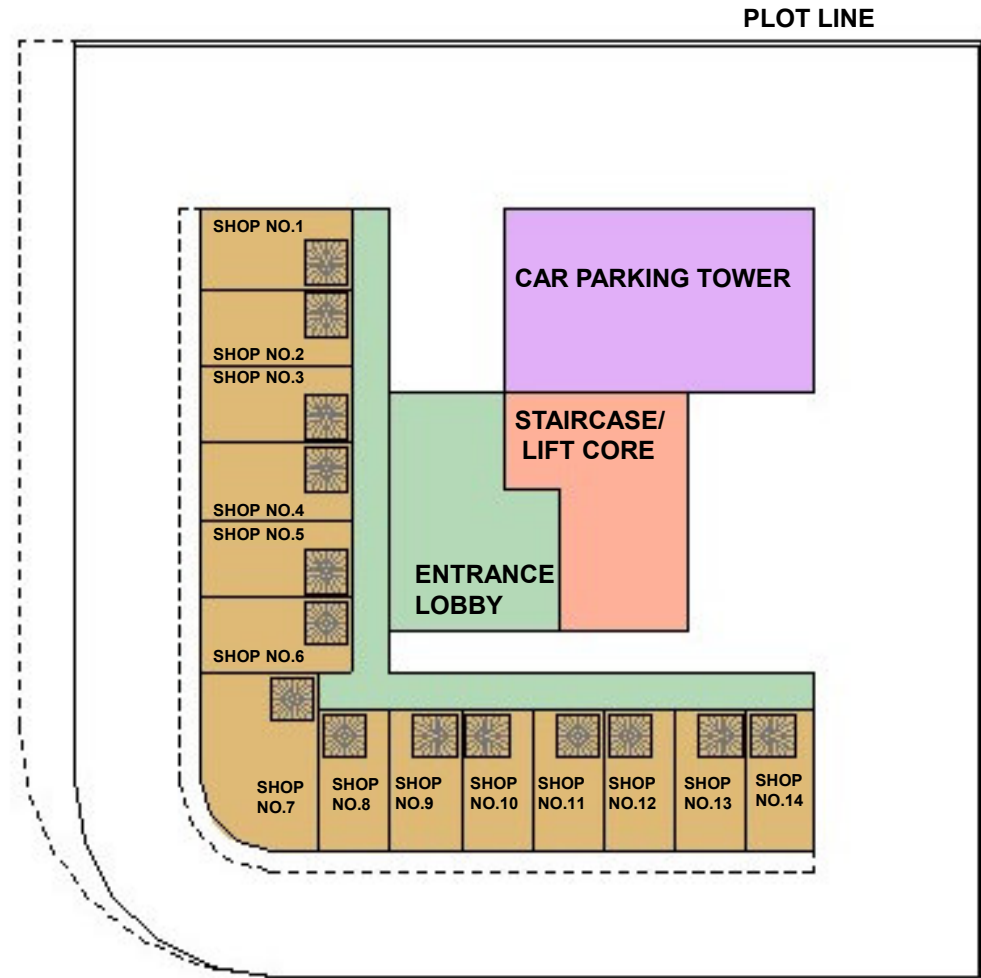 PLOT LINE
SHOP NO.1
CAR PARKING TOWER
SHOP NO.2
SHOP NO.3
STAIRCASE/
LIFT CORE
SHOP NO.4
SHOP NO.5
ENTRANCE
LOBBY
SHOP NO.6
SHOP
NO.7
SHOP
NO.8
SHOP
NO.9
SHOP
NO.10
SHOP
NO.11
SHOP
NO.12
SHOP
NO.13
SHOP
NO.14